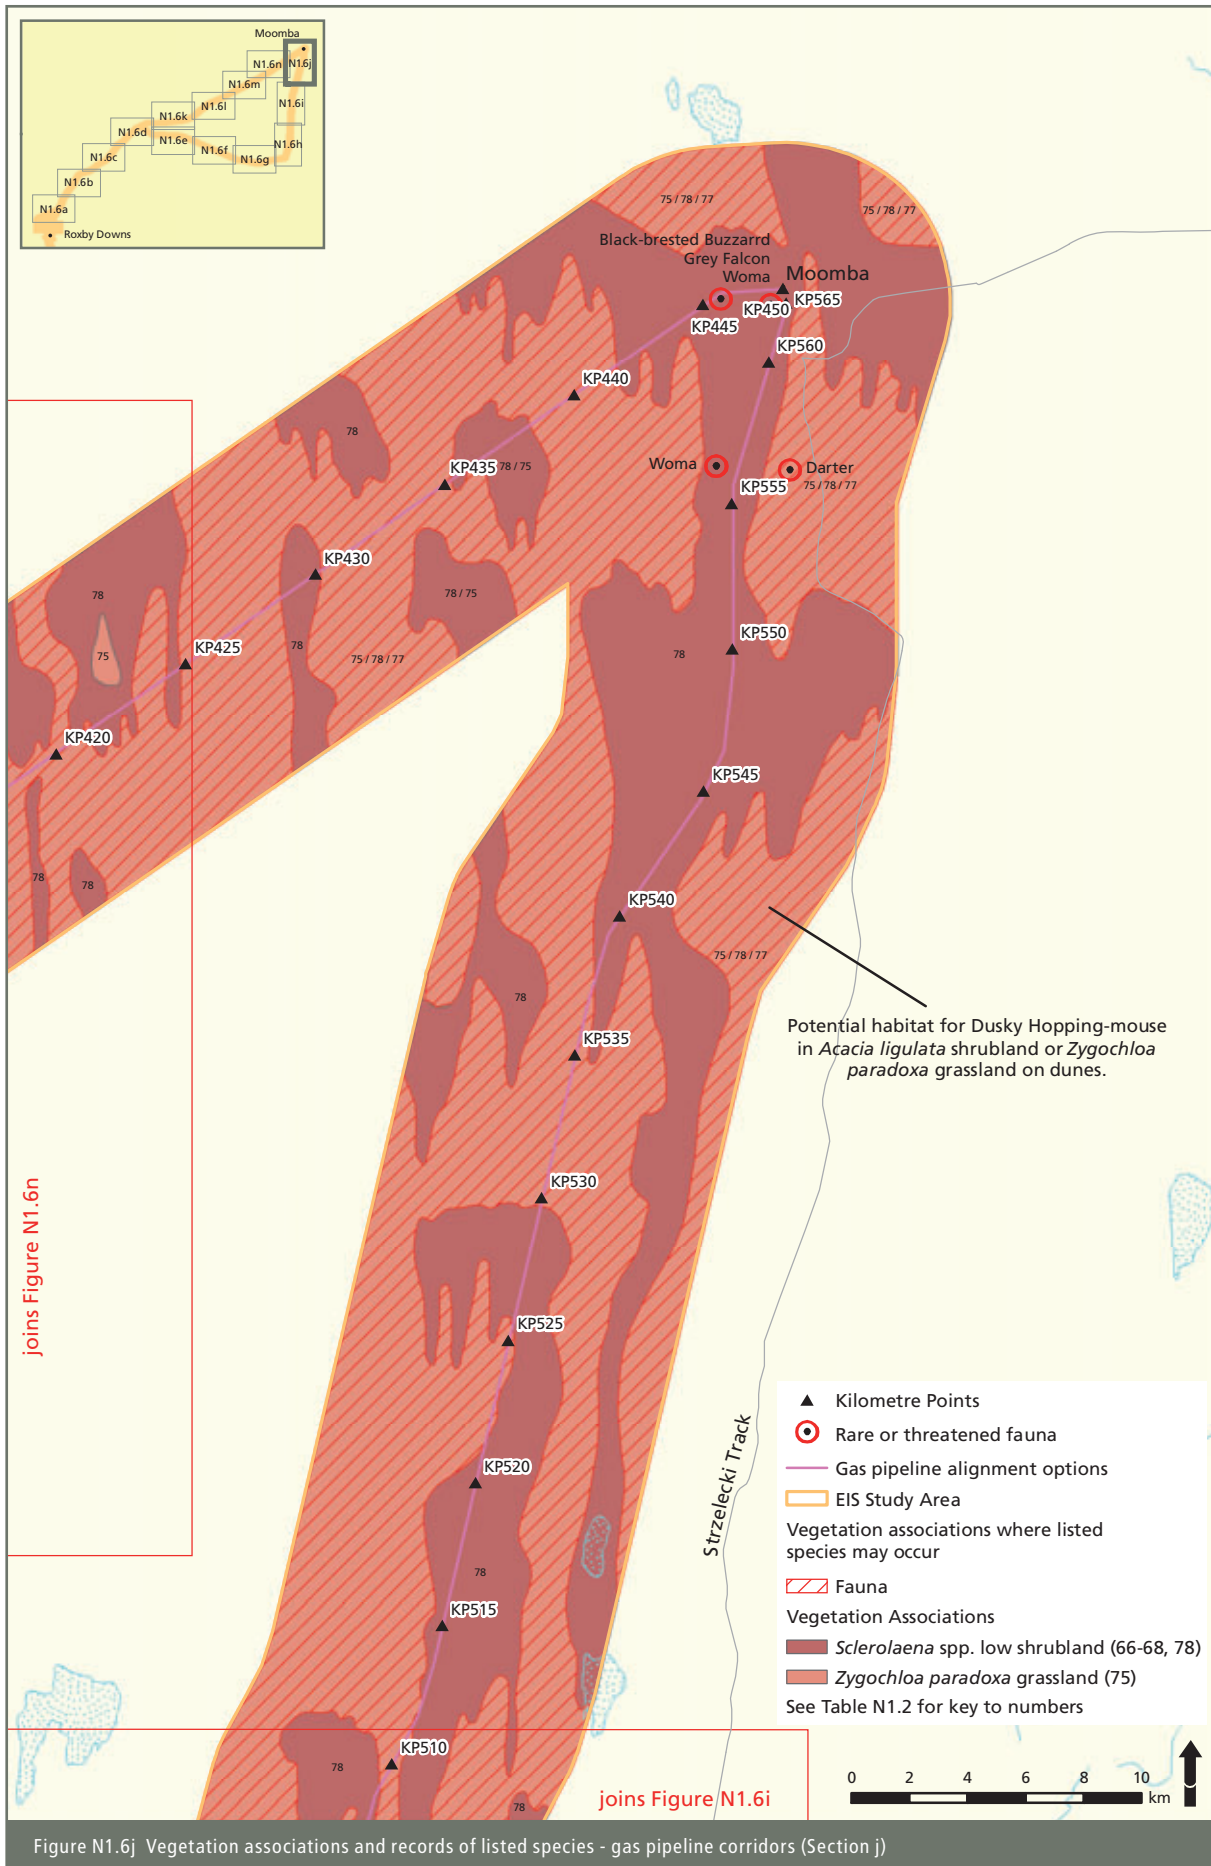 Moomba
N1.6n
N1.6j
N1.6m
N1.6i
N1.6l
N1.6k
N1.6d
N1.6e
N1.6f
N1.6h
N1.6g
N1.6c
N1.6b
N1.6a
Roxby Downs
75 / 78 / 77
75 / 78 / 77
Black-brested Buzzarrd
Grey Falcon
Woma
Moomba
KP565
KP450
KP445
KP560
KP440
78
KP435
78 / 75
Woma
Darter
75 / 78 / 77
KP555
KP430
78
78 / 75
75
KP425
78
75 / 78 / 77
KP550
78
KP420
KP545
78
78
KP540
75 / 78 / 77
78
Potential habitat for Dusky Hopping-mouse
in Acacia ligulata shrubland or Zygochloa
paradoxa grassland on dunes.
KP535
KP530
joins Figure N1.6n
KP525
KP520
Strzelecki Track
78
KP515
KP510
78
78
joins Figure N1.6i
Kilometre Points
Rare or threatened fauna
Gas pipeline alignment options
EIS Study Area
Vegetation associations where listed
species may occur
Fauna
Vegetation Associations
Sclerolaena spp. low shrubland (66-68, 78)
Zygochloa paradoxa grassland (75)
See Table N1.2 for key to numbers
0 2 4 6 8 10
km
Figure N1.6j Vegetation associations and records of listed species - gas pipeline corridors (Section j)